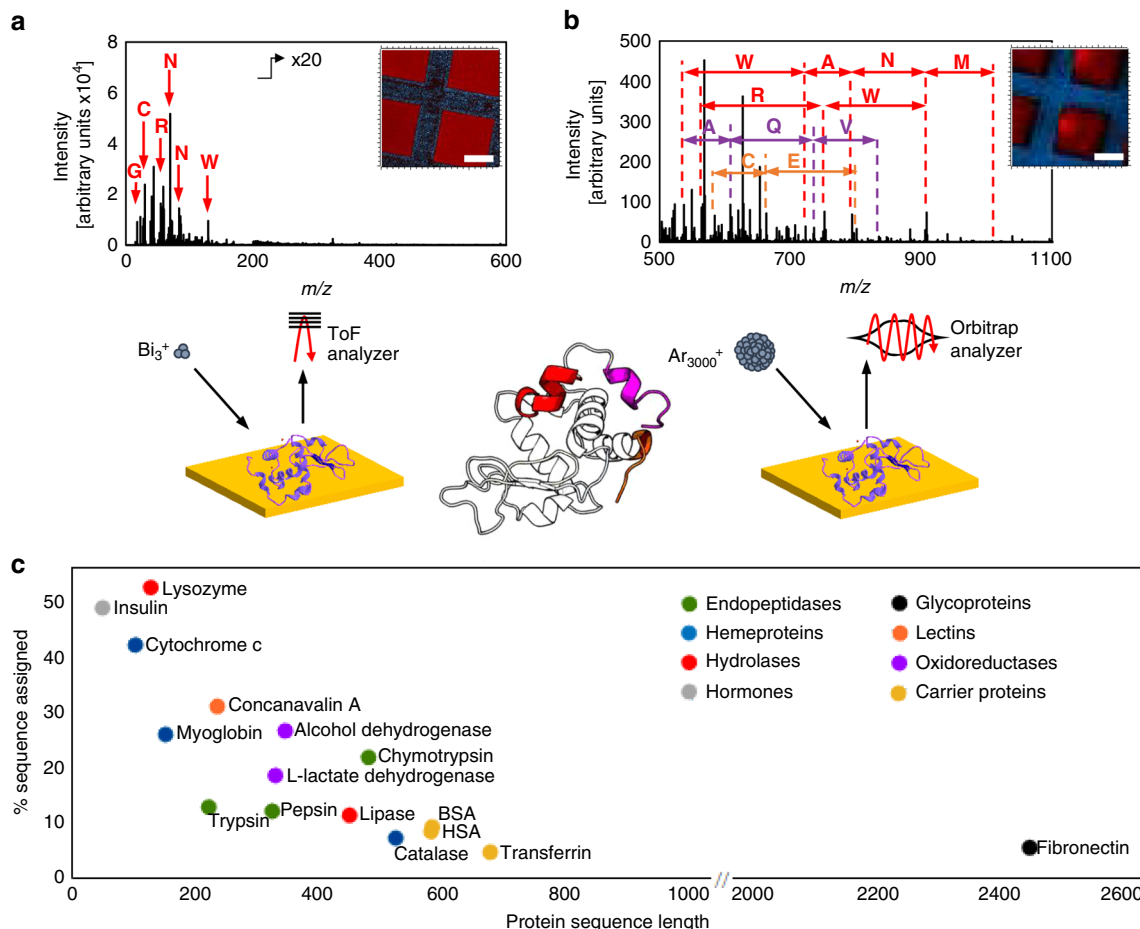 a
b
8
6
4
2
0
Intensity
[arbitrary units x10⁴]
x20
G
C
R
N
N
W
0
200
400
600
m/z
500
400
300
200
100
0
Intensity
[arbitrary units]
W
A
N
M
R
W
A
Q
V
C
E
500
700
900
1100
m/z
Bi₃⁺
ToF
analyzer
Ar₃₀₀₀⁺
Orbitrap
analyzer
c
50
40
30
20
10
0
% sequence assigned
Lysozyme
Insulin
Cytochrome c
Concanavalin A
Myoglobin
Alcohol dehydrogenase
Chymotrypsin
L-lactate dehydrogenase
Trypsin
Pepsin
Lipase
BSA
HSA
Catalase
Transferrin
Fibronectin
Endopeptidases
Hemeproteins
Hydrolases
Hormones
Glycoproteins
Lectins
Oxidoreductases
Carrier proteins
0
200
400
600
800
1000
//
2000
2200
2400
2600
Protein sequence length